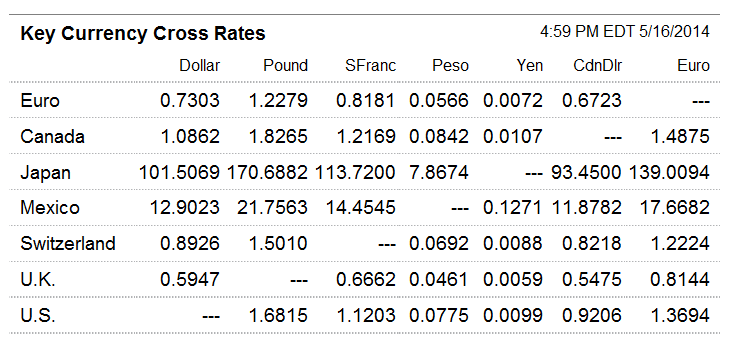 Key Currency Cross Rates 4:59 PM EDT 5/16/2014
Dollar Pound SFranc Peso Yen CdnDlr Euro
Euro 0.7303 1.2279 0.8181 0.0566 0.0072 0.6723 ---
Canada 1.0862 1.8265 1.2169 0.0842 0.0107 --- 1.4875
Japan 101.5069 170.6882 113.7200 7.8674 --- 93.4500 139.0094
Mexico 12.9023 21.7563 14.4545 --- 0.1271 11.8782 17.6682
Switzerland 0.8926 1.5010 --- 0.0692 0.0088 0.8218 1.2224
U.K. 0.5947 --- 0.6662 0.0461 0.0059 0.5475 0.8144
U.S. --- 1.6815 1.1203 0.0775 0.0099 0.9206 1.3694